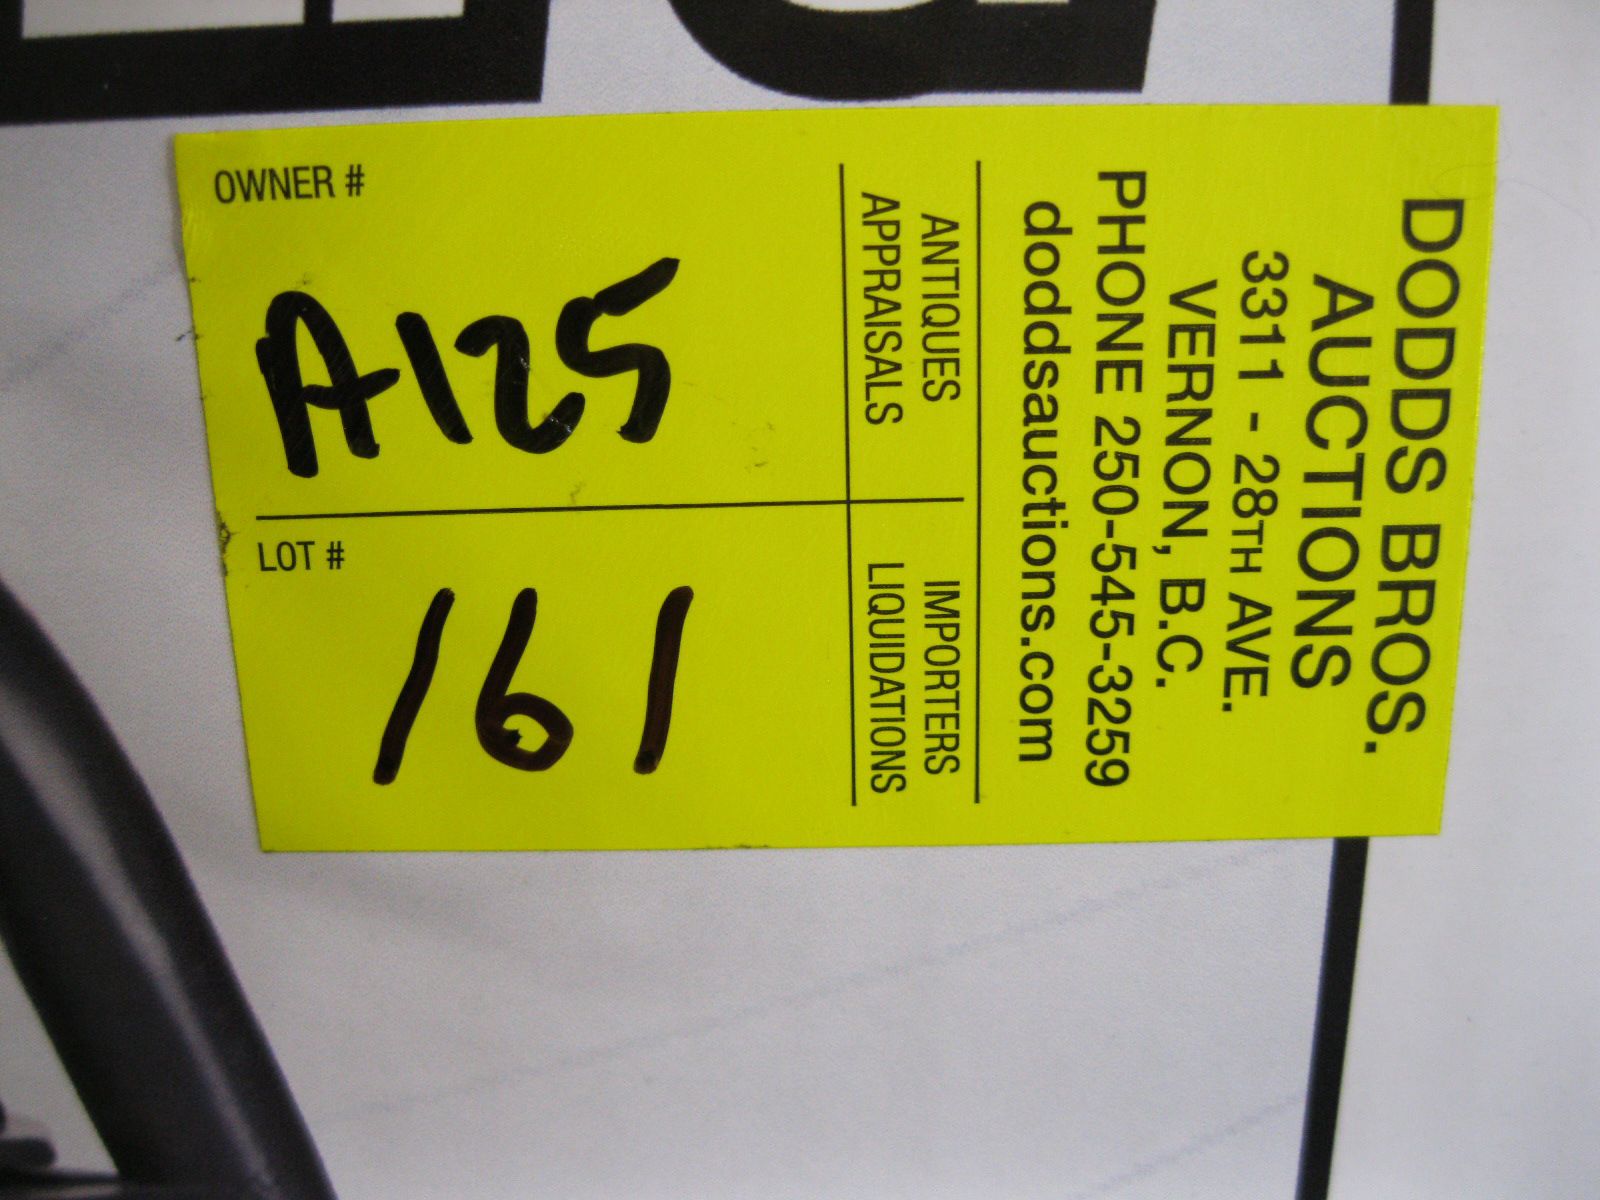 DODDS BROS.
AUCTIONS
3311 - 28TH AVE.
VERNON, B.C.
PHONE 250-545-3259
doddsauctions.com
ANTIQUES
APPRAISALS
IMPORTERS
LIQUIDATIONS
OWNER #
A125
LOT #
161